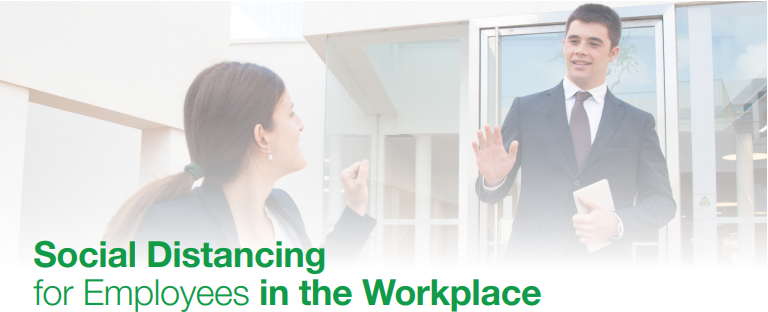 Social Distancing
for Employees in the Workplace